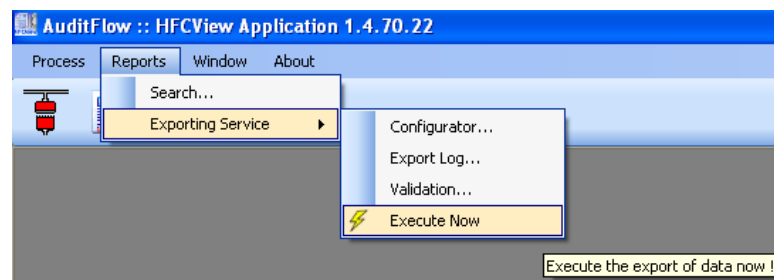 AuditFlow :: HFCView Application 1.4.70.22
Process Reports Window About
Search...
Exporting Service
Configurator...
Export Log...
Validation...
Execute Now
Execute the export of data now !